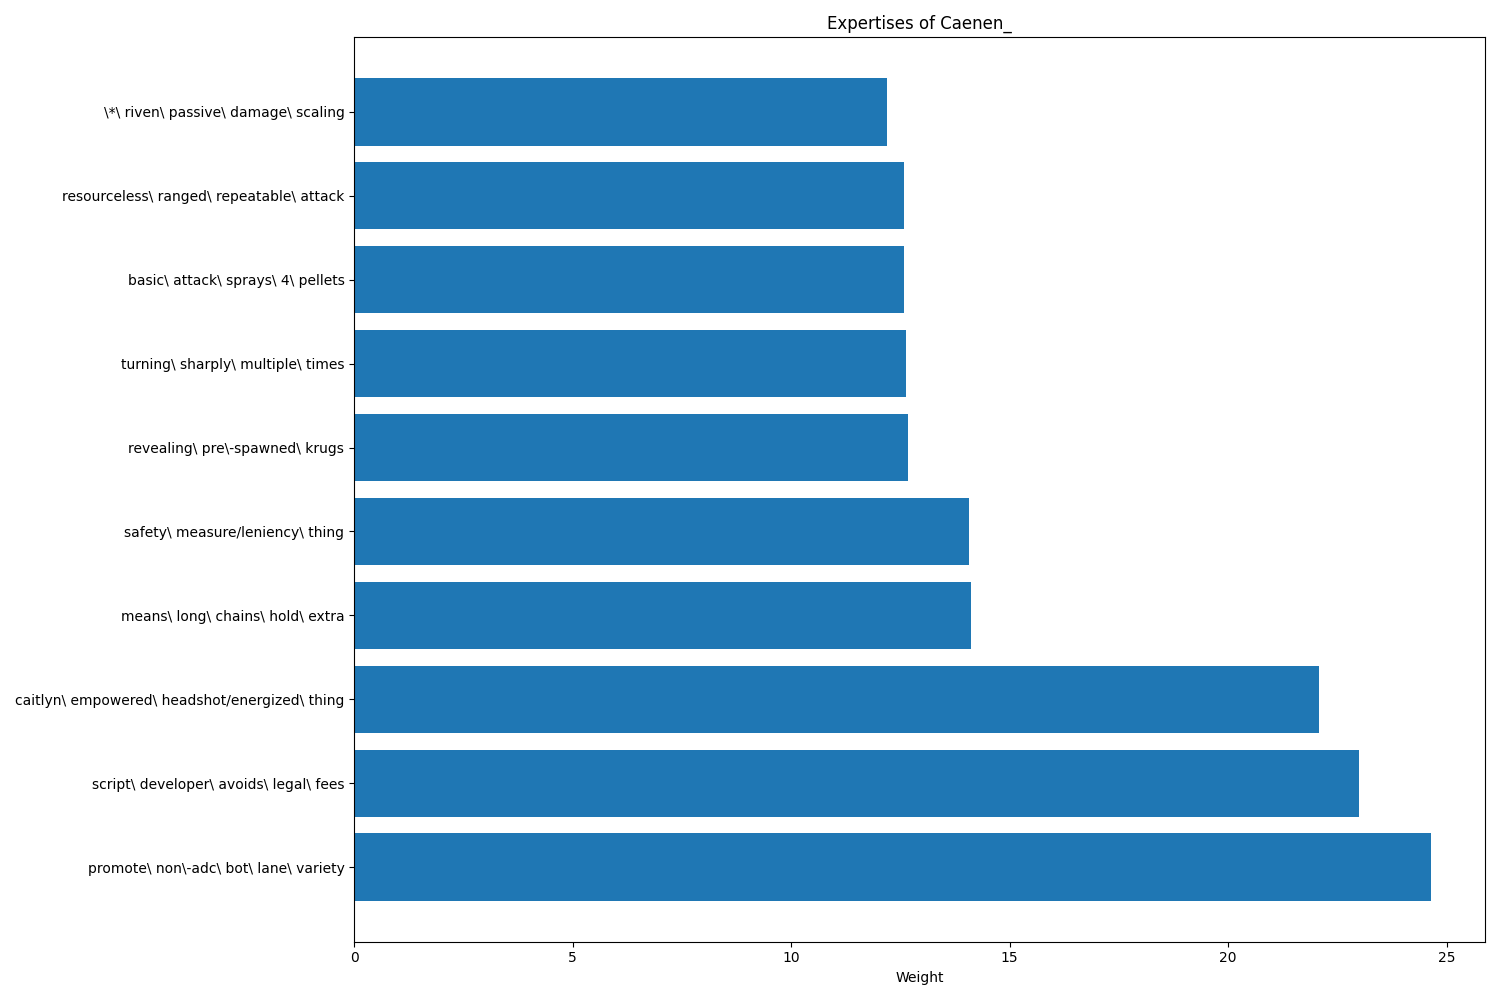 Expertises of Caenen_
\*\ riven\ passive\ damage\ scaling
resourceless\ ranged\ repeatable\ attack
basic\ attack\ sprays\ 4\ pellets
turning\ sharply\ multiple\ times
revealing\ pre\-spawned\ krugs
safety\ measure/leniency\ thing
means\ long\ chains\ hold\ extra
caitlyn\ empowered\ headshot/energized\ thing
script\ developer\ avoids\ legal\ fees
promote\ non\-adc\ bot\ lane\ variety
0 5 10 15 20 25
Weight